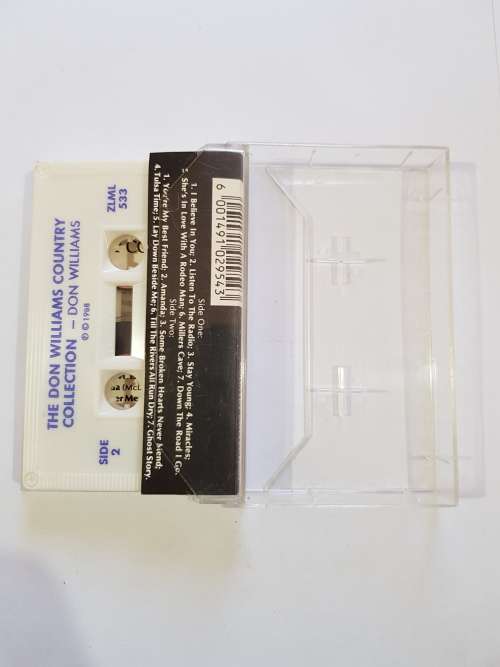 THE DON WILLIAMS COUNTRY
COLLECTION – DON WILLIAMS
℗ © 1988
ZLML
533
SIDE
2
6 001491 029543
Side One:
1. I Believe In You; 2. Listen To The Radio; 3. Stay Young; 4. Miracles;
5. She's In Love With A Rodeo Man; 6. Millers Cave; 7. Down The Road I Go.
Side Two:
1. You're My Best Friend; 2. Amanda; 3. Some Broken Hearts Never Mend;
4. Tulsa Time; 5. Lay Down Beside Me; 6. Till The Rivers All Run Dry; 7. Ghost Story.